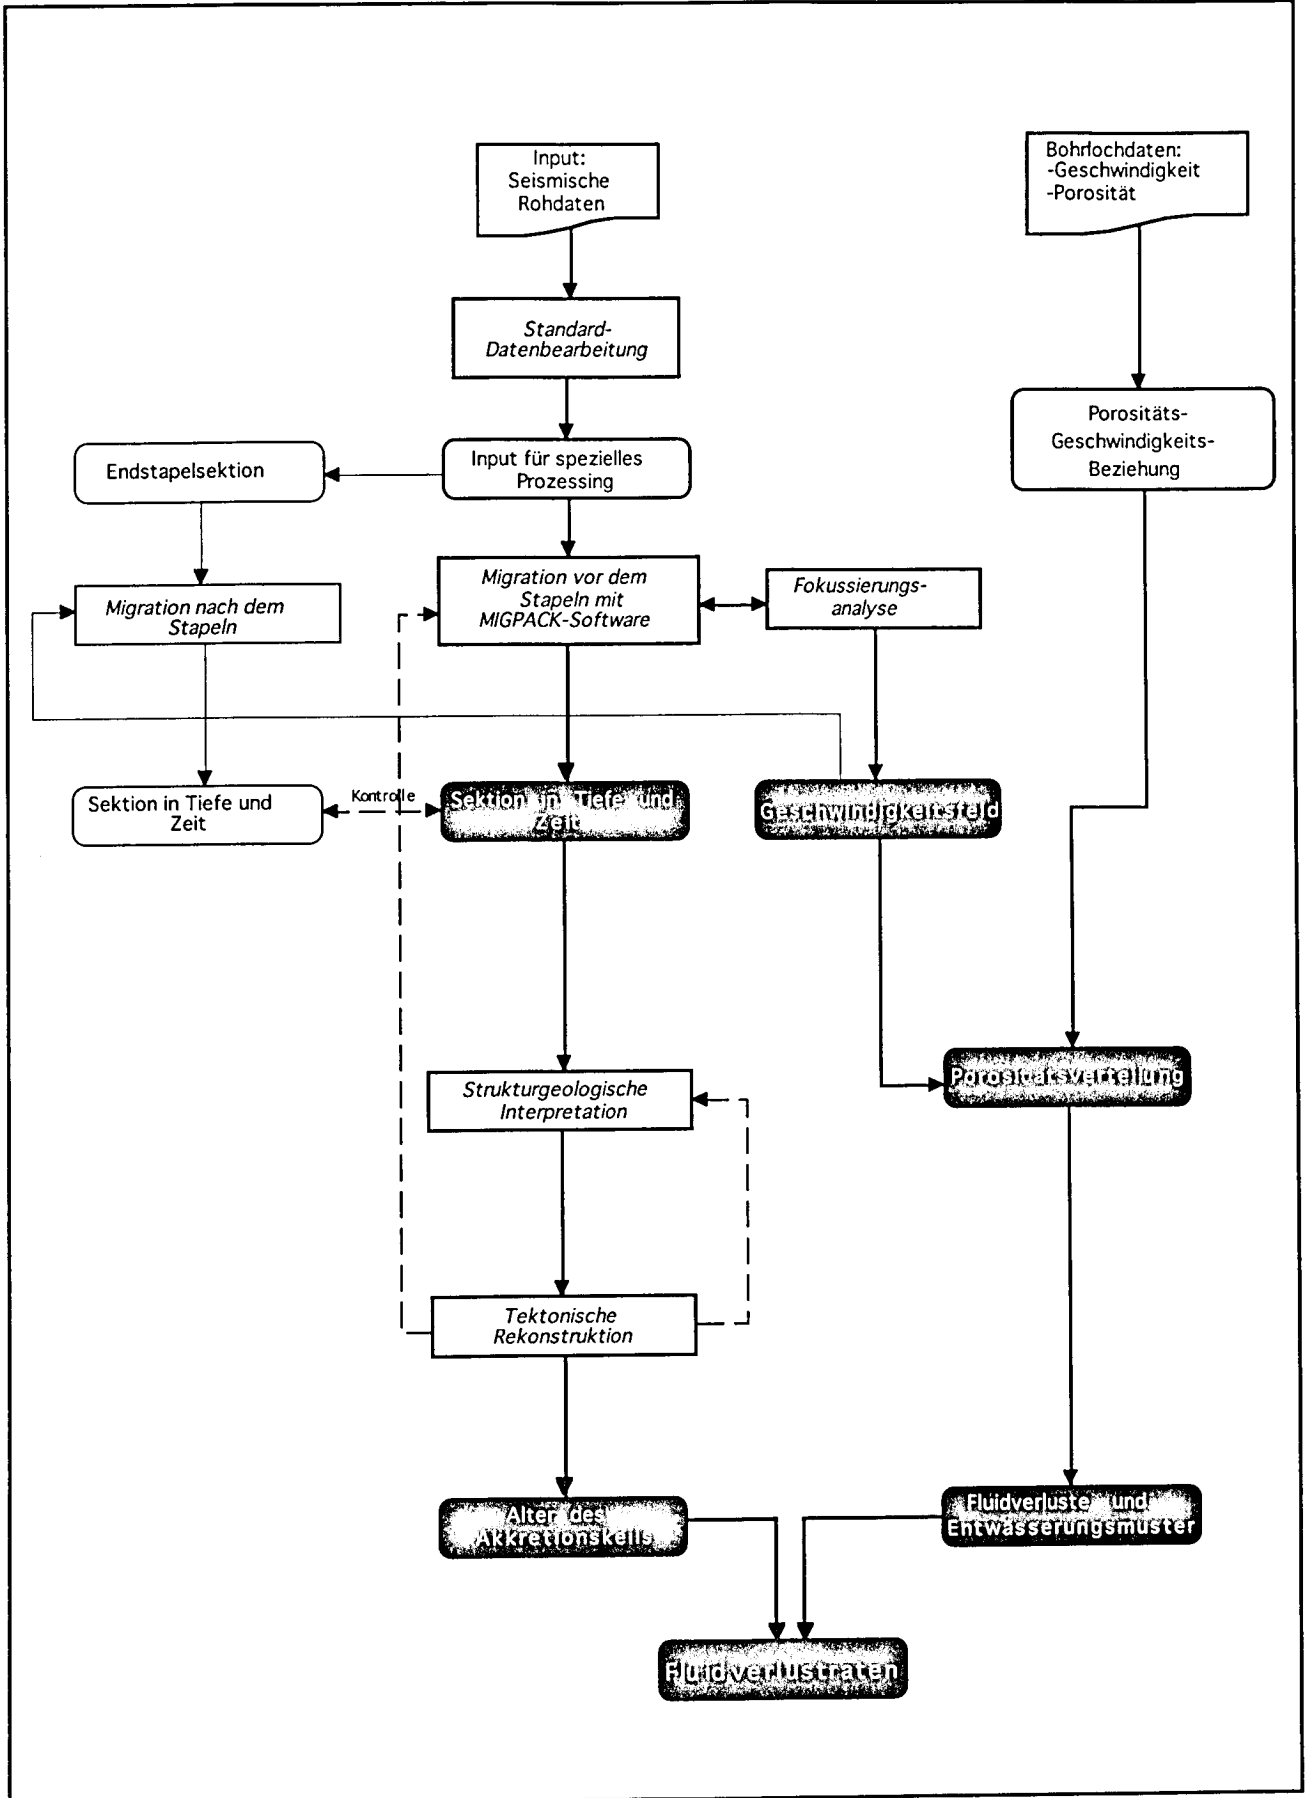 Input:
Seismische
Rohdaten
Bohrlochdaten:
-Geschwindigkeit
-Porosität
Standard-
Datenbearbeitung
Porositäts-
Geschwindigkeits-
Beziehung
Endstapelsektion
Input für spezielles
Prozessing
Migration nach dem
Stapeln
Migration vor dem
Stapeln mit
MIGPACK-Software
Fokussierungs-
analyse
Sektion in Tiefe und
Zeit
Kontrolle
Sektion in Tiefe und
Zeit
Geschwindigkeitsfeld
Strukturgeologische
Interpretation
Porositätsverteilung
Tektonische
Rekonstruktion
Alter des
Akkretionskeils
Fluidverluste und
Entwässerungsmuster
Fluidverlustraten